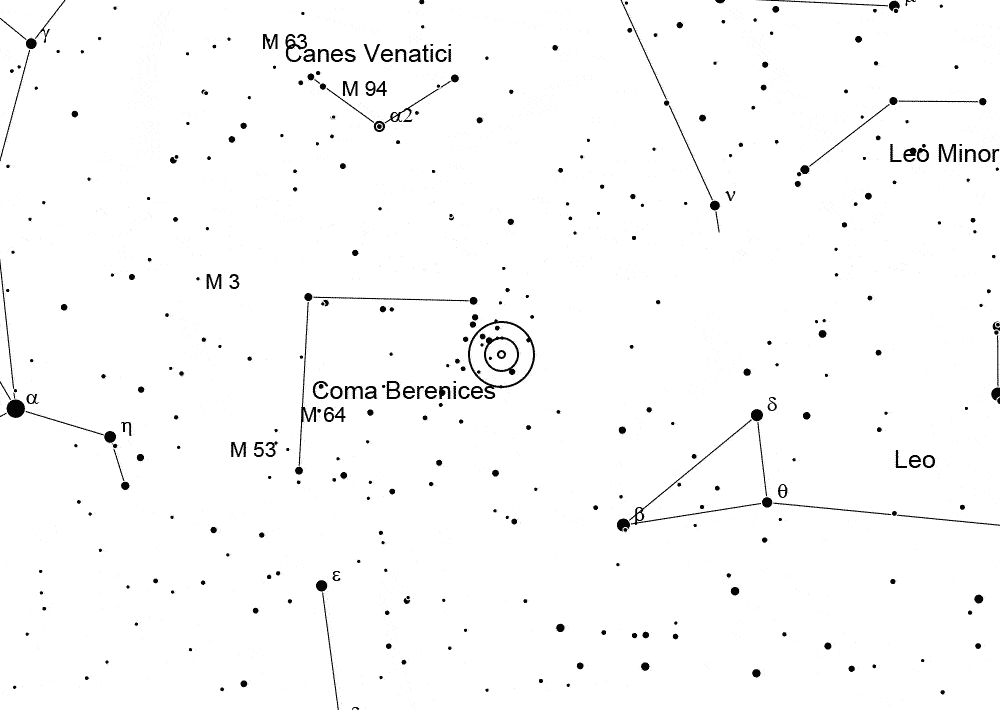 γ
μ
M 63
Canes Venatici
M 94
α2
Leo Minor
ν
M 3
Coma Berenices
α
M 64
δ
η
M 53
Leo
θ
β
ε